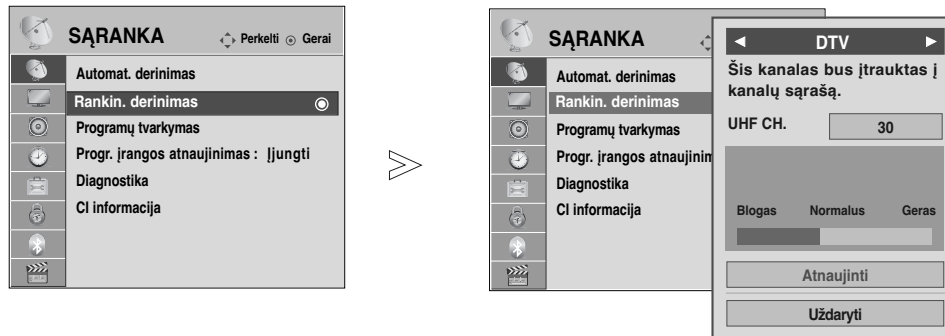 SĄRANKA
Perkelti Gerai
Automat. derinimas
Rankin. derinimas
Programų tvarkymas
Progr. įrangos atnaujinimas : Įjungti
Diagnostika
CI informacija
SĄRANKA
Automat. derinimas
Rankin. derinimas
Programų tvarkymas
Progr. įrangos atnaujinim
Diagnostika
CI informacija
DTV
Šis kanalas bus įtrauktas į
kanalų sąrašą.
UHF CH. 30
Blogas Normalus Geras
Atnaujinti
Uždaryti